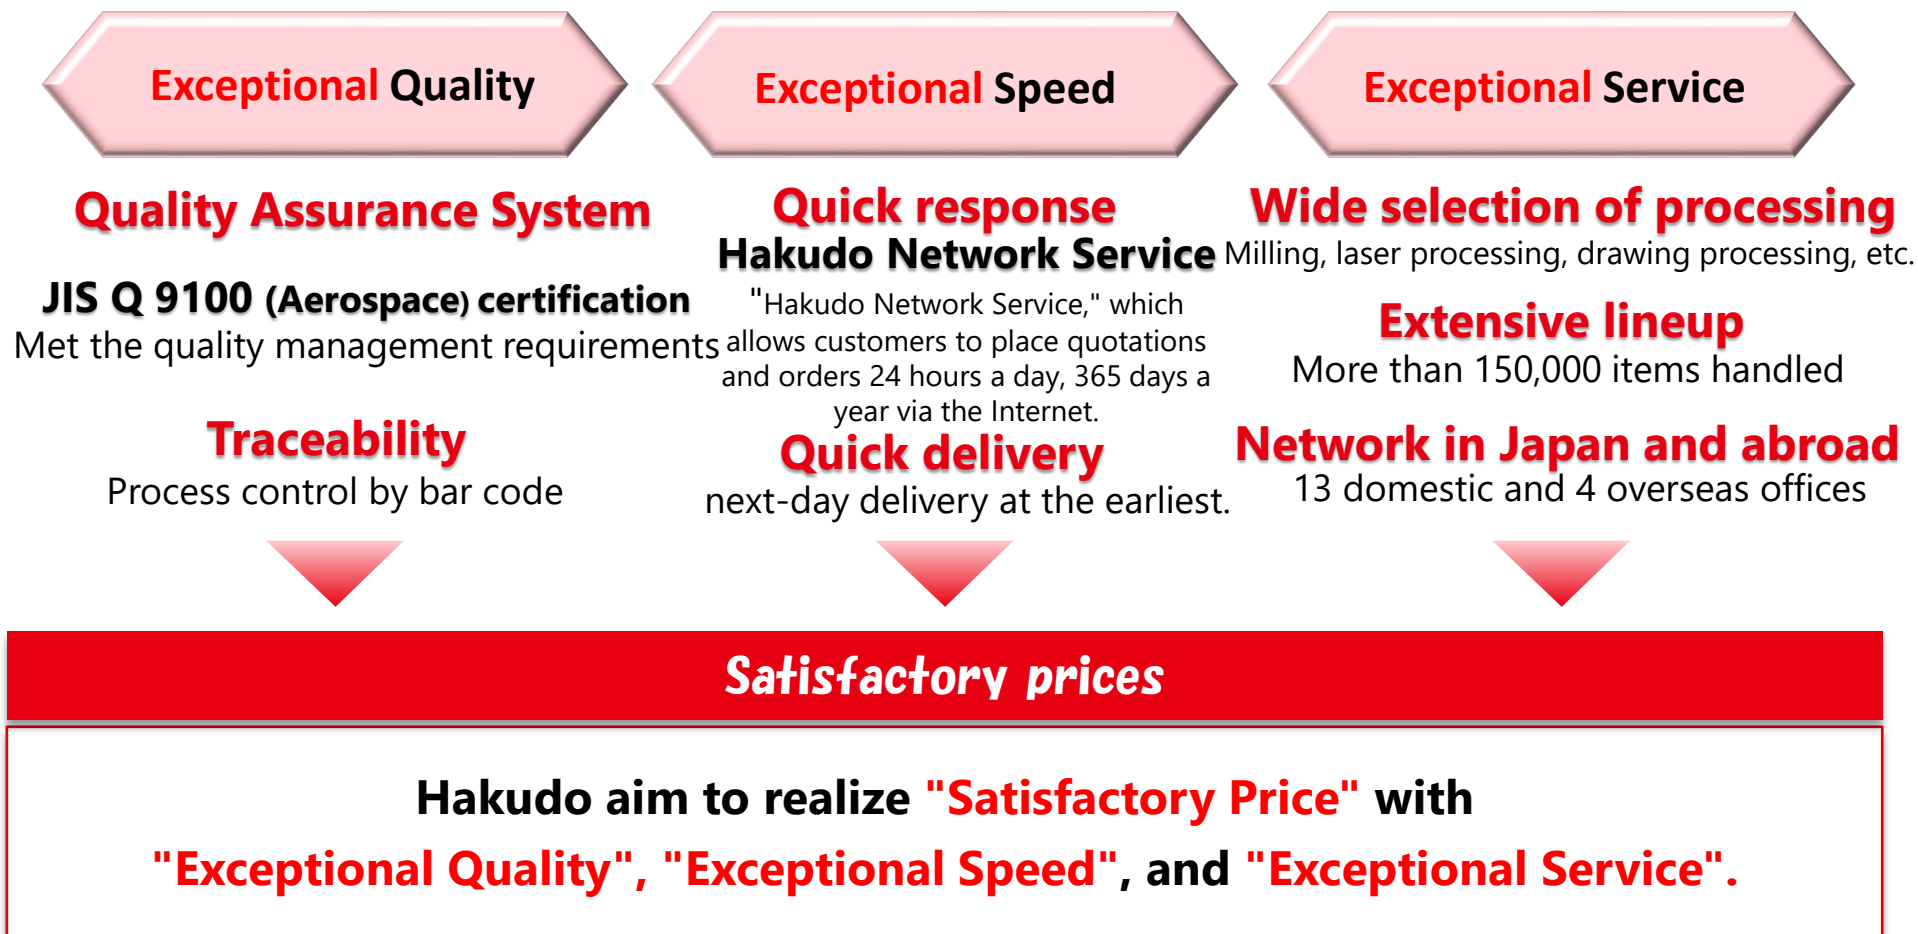 Exceptional Quality
Quality Assurance System
JIS Q 9100 (Aerospace) certification
Met the quality management requirements
Traceability
Process control by bar code
Exceptional Speed
Quick response
Hakudo Network Service
"Hakudo Network Service," which
allows customers to place quotations
and orders 24 hours a day, 365 days a
year via the Internet.
Quick delivery
next-day delivery at the earliest.
Exceptional Service
Wide selection of processing
Milling, laser processing, drawing processing, etc.
Extensive lineup
More than 150,000 items handled
Network in Japan and abroad
13 domestic and 4 overseas offices
Satisfactory prices
Hakudo aim to realize "Satisfactory Price" with
"Exceptional Quality", "Exceptional Speed", and "Exceptional Service".